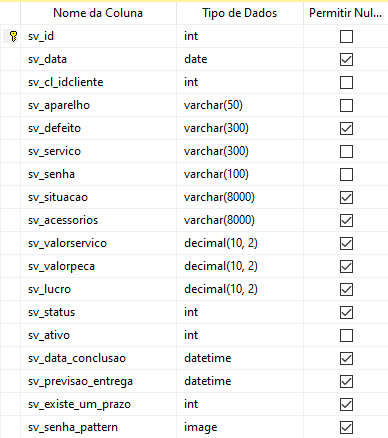 Nome da Coluna Tipo de Dados Permitir Nul...
sv_id int
sv_data date
sv_cl_idcliente int
sv_aparelho varchar(50)
sv_defeito varchar(300)
sv_servico varchar(300)
sv_senha varchar(100)
sv_situacao varchar(8000)
sv_acessorios varchar(8000)
sv_valorservico decimal(10, 2)
sv_valorpeca decimal(10, 2)
sv_lucro decimal(10, 2)
sv_status int
sv_ativo int
sv_data_conclusao datetime
sv_previsao_entrega datetime
sv_existe_um_prazo int
sv_senha_pattern image